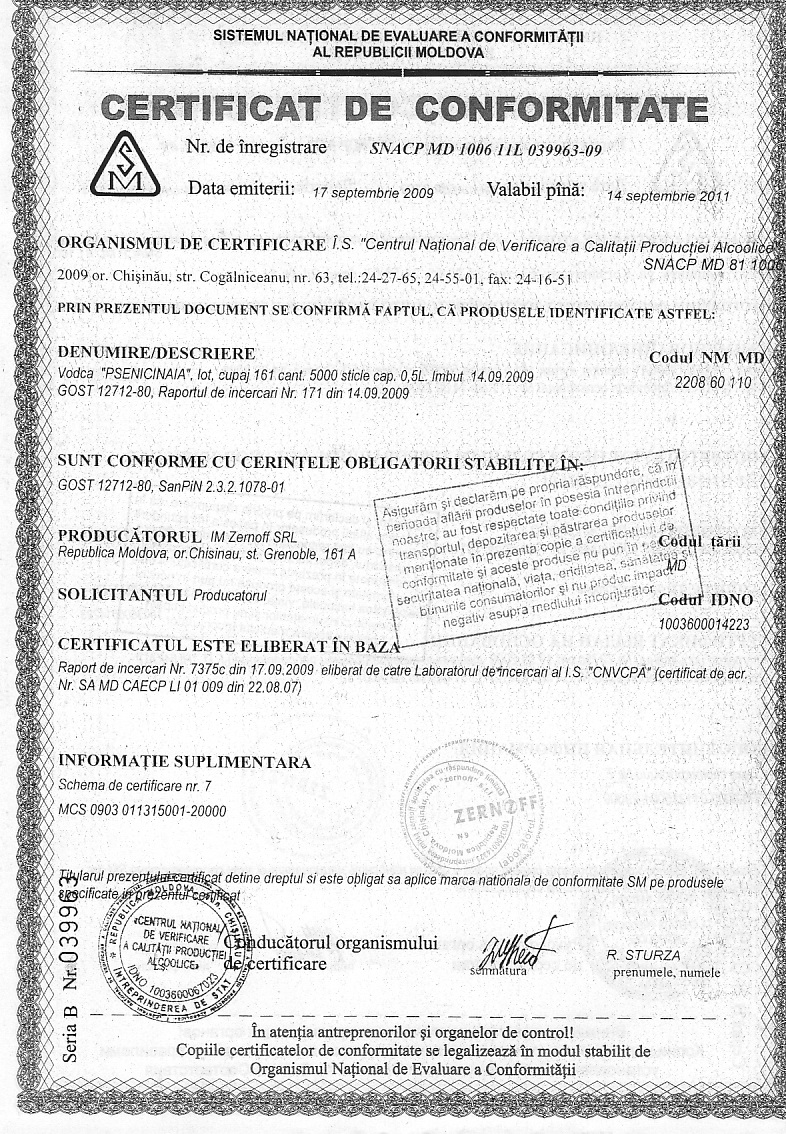 SISTEMUL NAȚIONAL DE EVALUARE A CONFORMITĂȚII
AL REPUBLICII MOLDOVA
CERTIFICAT DE CONFORMITATE
SM
Nr. de înregistrare SNACP MD 1006 11L 039963-09
Data emiterii: 17 septembrie 2009 Valabil pînă: 14 septembrie 2011
ORGANISMUL DE CERTIFICARE Î.S. "Centrul Național de Verificare a Calitații Producției Alcoolice"
SNACP MD 81 1006
2009 or. Chișinău, str. Cogălniceanu, nr. 63, tel.:24-27-65, 24-55-01, fax: 24-16-51
PRIN PREZENTUL DOCUMENT SE CONFIRMĂ FAPTUL, CĂ PRODUSELE IDENTIFICATE ASTFEL:
DENUMIRE/DESCRIERE Codul NM MD
Vodca "PSENICINAIA", lot, cupaj 161 cant. 5000 sticle cap. 0,5L. Imbut 14.09.2009
2208 60 110
GOST 12712-80, Raportul de incercari Nr. 171 din 14.09.2009
SUNT CONFORME CU CERINȚELE OBLIGATORII STABILITE ÎN:
GOST 12712-80, SanPiN 2.3.2.1078-01
Asigurăm și declarăm pe propria răspundere, că în
perioada aflării produselor în posesia întreprinderii
noastre, au fost respectate toate condițiile privind
transportul, depozitarea și păstrarea produselor
menționate în prezenta copie a certificatului de
conformitate și aceste produse nu pun în
securitatea națională, viața, eriditatea, sănătatea și
bunurile consumatorilor și nu produc impact
negativ asupra mediului înconjurător
PRODUCĂTORUL IM Zernoff SRL Codul țării
Republica Moldova, or.Chisinau, st. Grenoble, 161 A
MD
SOLICITANTUL Producatorul Codul IDNO
1003600014223
CERTIFICATUL ESTE ELIBERAT ÎN BAZA
Raport de incercari Nr. 7375c din 17.09.2009 eliberat de catre Laboratorul de incercari al I.S. "CNVCPA" (certificat de acr.
Nr. SA MD CAECP LI 01 009 din 22.08.07)
INFORMAȚIE SUPLIMENTARA
Schema de certificare nr. 7
MCS 0903 011315001-20000
ZERNOFF
Titularul prezentului certificat detine dreptul si este obligat sa aplice marca nationala de conformitate SM pe produsele
specificate in prezentul certificat
REPUBLICA MOLDOVA
«CENTRUL NAȚIONAL
DE VERIFICARE
A CALITĂȚII PRODUCȚIEI
ALCOOLICE»
IDNO 1003600067023
ÎNTREPRINDEREA DE STAT
Conducătorul organismului
de certificare
semnătura
R. STURZA
prenumele, numele
Seria B Nr. 039963
În atenția antreprenorilor și organelor de control!
Copiile certificatelor de conformitate se legalizează în modul stabilit de
Organismul Național de Evaluare a Conformității